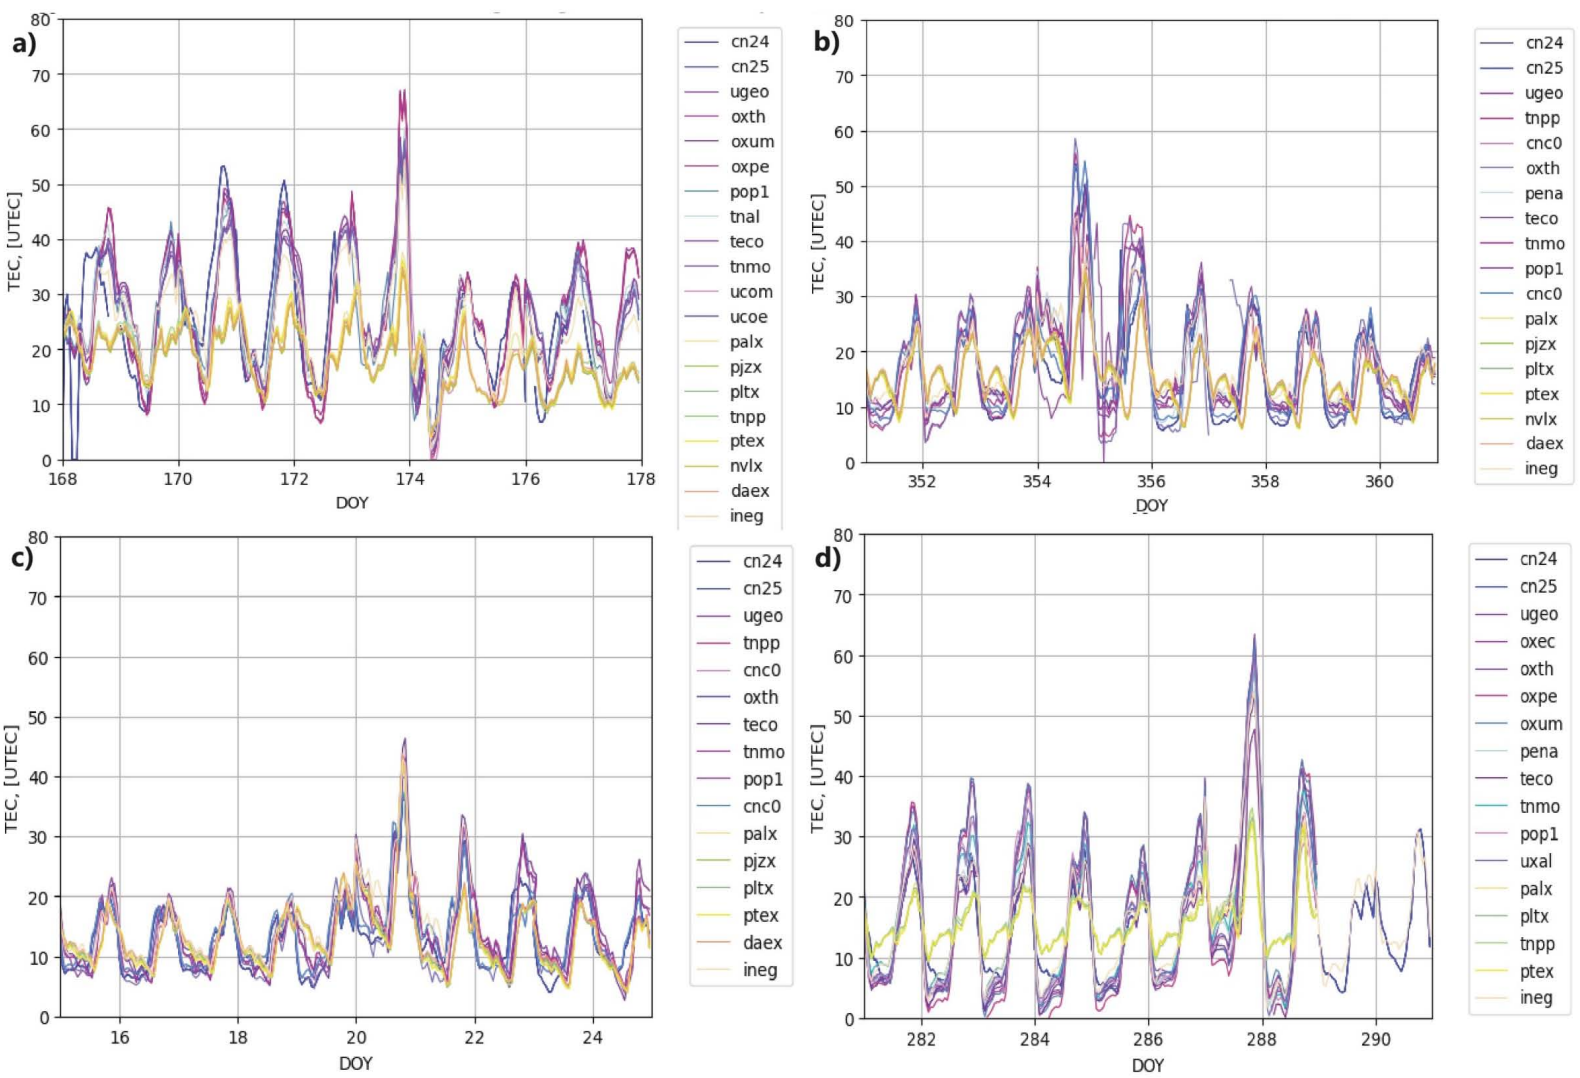 a)
80
70
60
50
40
30
20
10
0
TEC, [UTEC]
168 170 172 174 176 178
DOY
cn24
cn25
ugeo
oxth
oxum
oxpe
pop1
tnal
teco
tnmo
ucom
ucoe
palx
pjzx
pltx
tnpp
ptex
nvlx
daex
ineg
b)
80
70
60
50
40
30
20
10
0
TEC, [UTEC]
352 354 356 358 360
DOY
cn24
cn25
ugeo
tnpp
cnc0
oxth
pena
teco
tnmo
pop1
cnc0
palx
pjzx
pltx
ptex
nvlx
daex
ineg
c)
80
70
60
50
40
30
20
10
0
TEC, [UTEC]
16 18 20 22 24
DOY
cn24
cn25
ugeo
tnpp
cnc0
oxth
teco
tnmo
pop1
cnc0
palx
pjzx
pltx
ptex
daex
ineg
d)
80
70
60
50
40
30
20
10
0
TEC, [UTEC]
282 284 286 288 290
DOY
cn24
cn25
ugeo
oxec
oxth
oxpe
oxum
pena
teco
tnmo
pop1
uxal
palx
pltx
tnpp
ptex
ineg